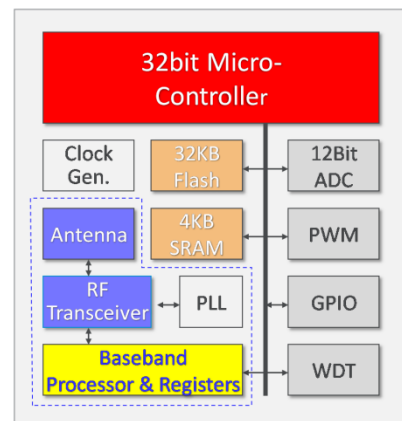 32bit Micro-
Controller
Clock
Gen.
32KB
Flash
12Bit
ADC
Antenna
4KB
SRAM
PWM
RF
Transceiver
PLL
GPIO
Baseband
Processor & Registers
WDT